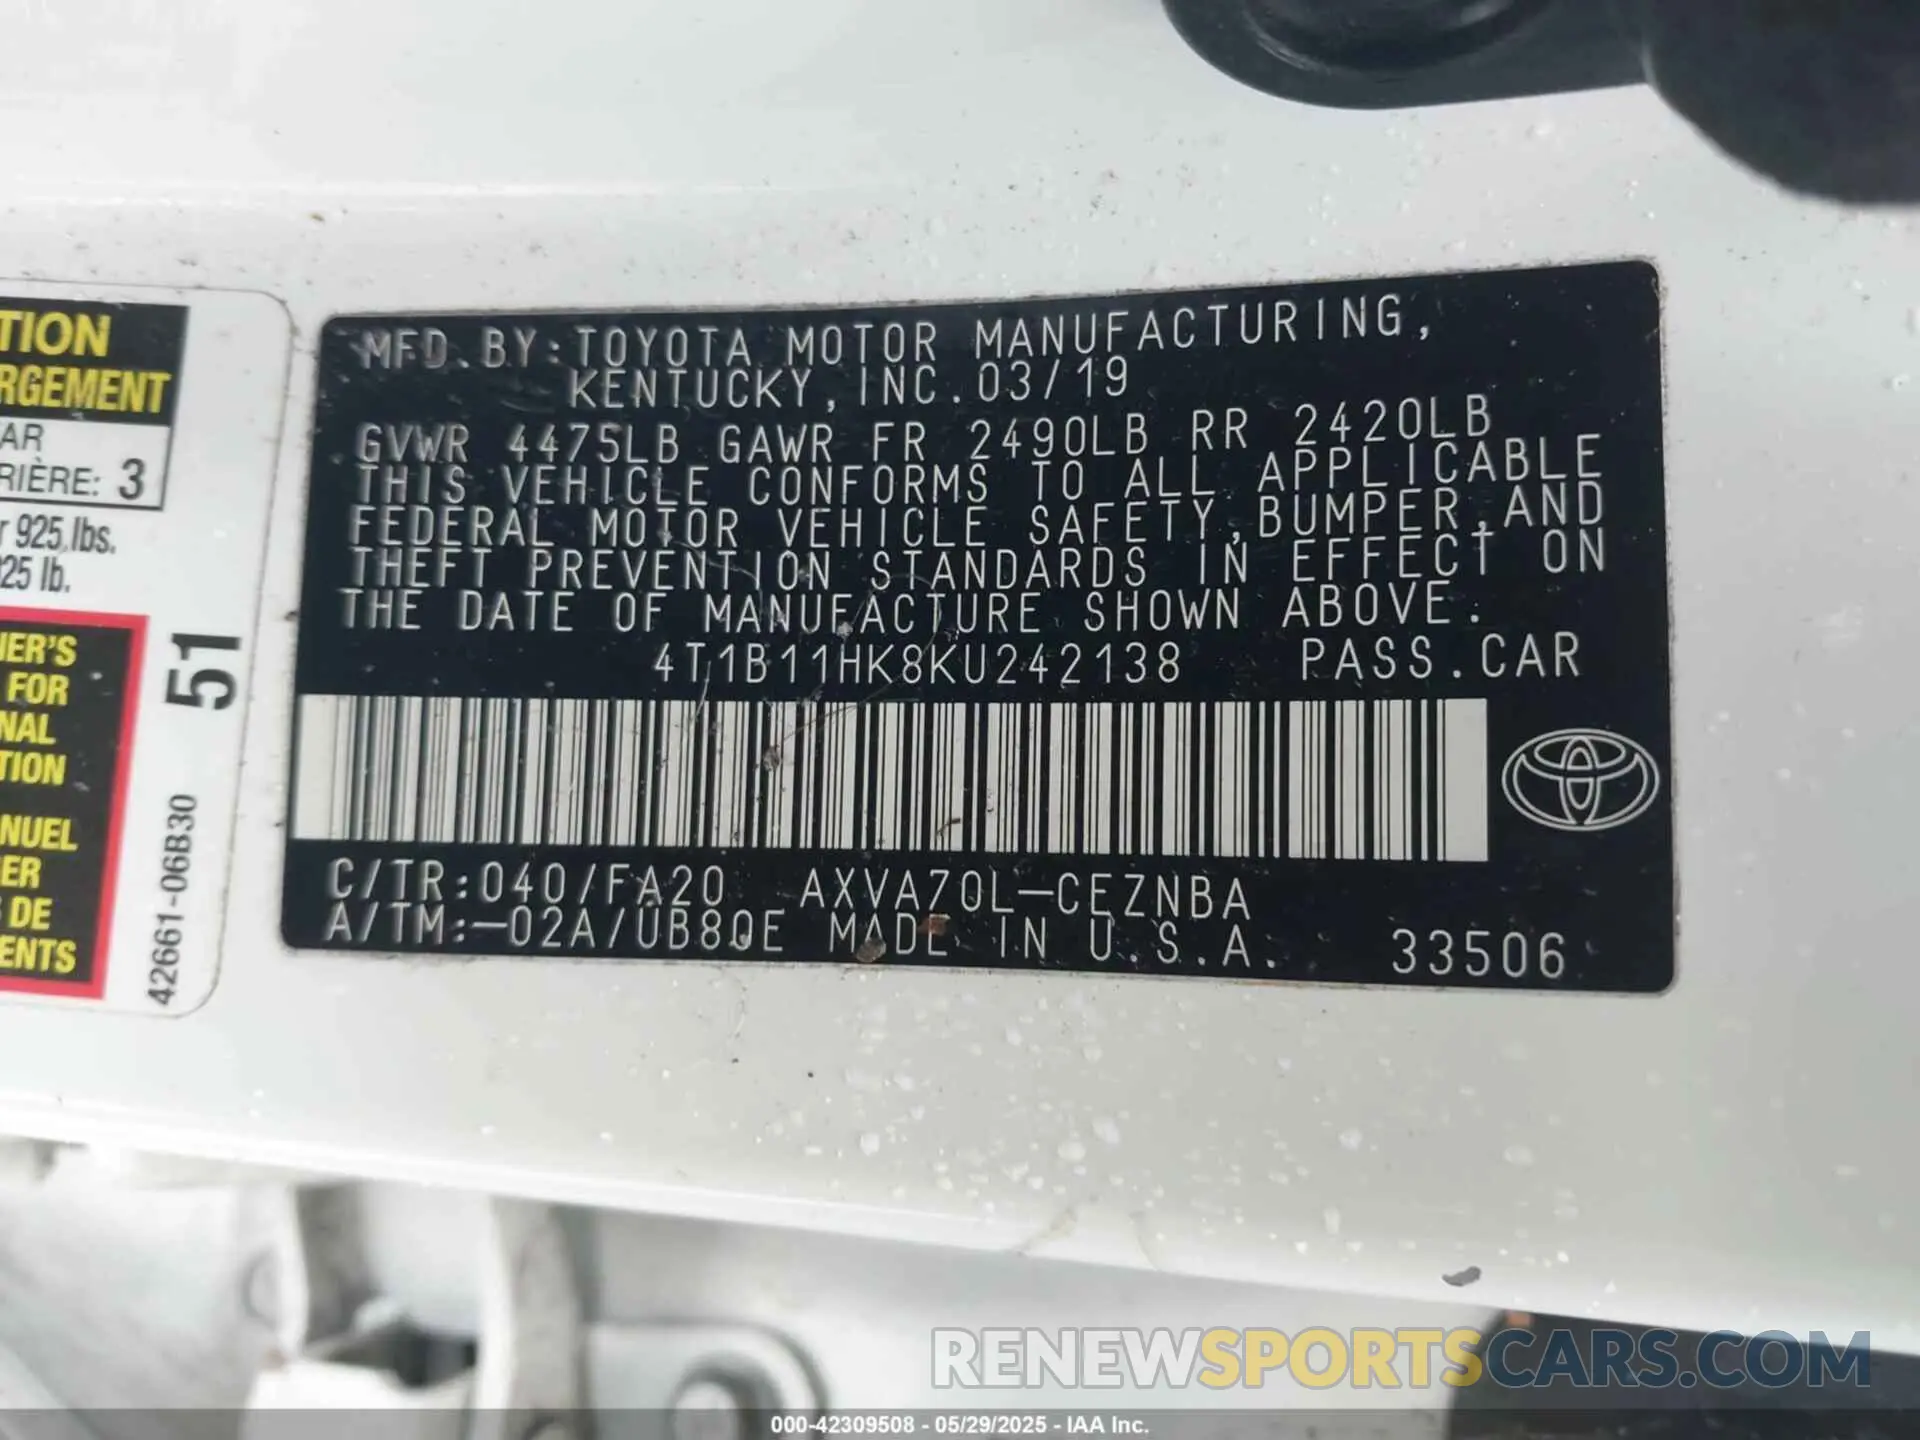 TION
RGEMENT
AR
RIÈRE: 3
r 925 lbs.
25 lb.
NER'S
FOR
NAL
TION
NUEL
ER
DE
ENTS
51
42661-06B30
MFD. BY: TOYOTA MOTOR MANUFACTURING,
KENTUCKY, INC. 03/19
GVWR 4475LB GAWR FR 2490LB RR 2420LB
THIS VEHICLE CONFORMS TO ALL APPLICABLE
FEDERAL MOTOR VEHICLE SAFETY, BUMPER, AND
THEFT PREVENTION STANDARDS IN EFFECT ON
THE DATE OF MANUFACTURE SHOWN ABOVE.
4T1B11HK8KU242138 PASS.CAR
C/TR:040/FA20 AXVA70L-CEZNBA
A/TM:-02A/UB80E MADE IN U.S.A. 33506
RENEWSPORTSCARS.COM
000-42309508 - 05/29/2025 - IAA Inc.